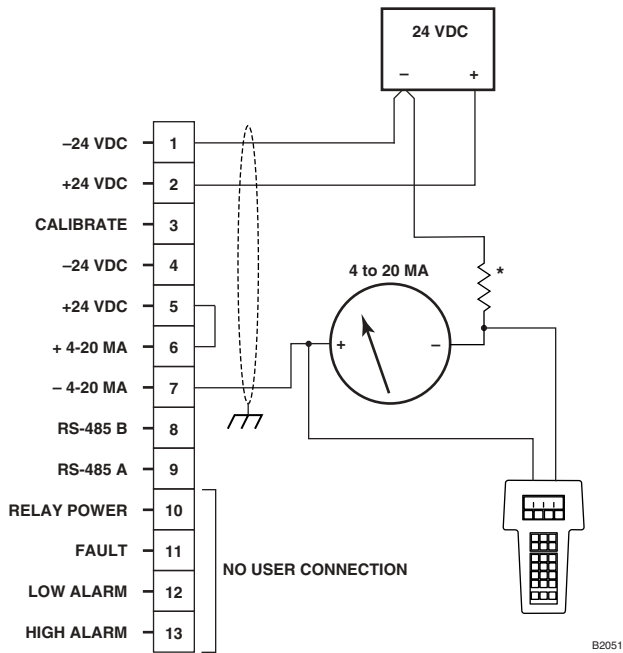 24 VDC
– +
–24 VDC 1
+24 VDC 2
CALIBRATE 3
–24 VDC 4
+24 VDC 5
+ 4-20 MA 6
– 4-20 MA 7
RS-485 B 8
RS-485 A 9
RELAY POWER 10
FAULT 11
LOW ALARM 12
HIGH ALARM 13
4 to 20 MA
*
+ –
NO USER CONNECTION
B2051